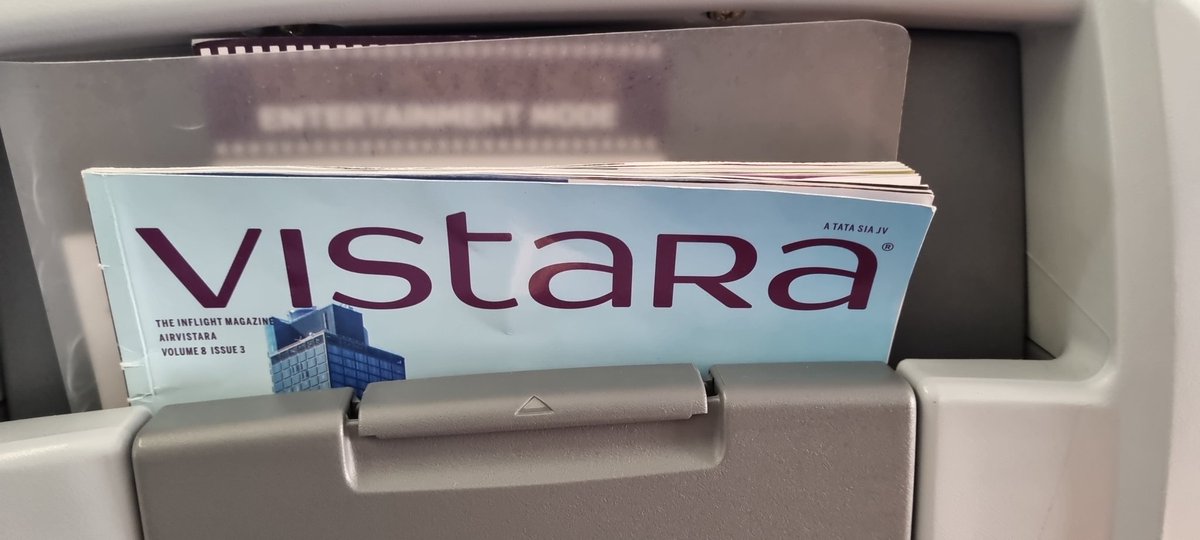 ENTERTAINMENT MODE
VISTARA®
A TATA SIA JV
THE INFLIGHT MAGAZINE
AIRVISTARA
VOLUME 8 ISSUE 3